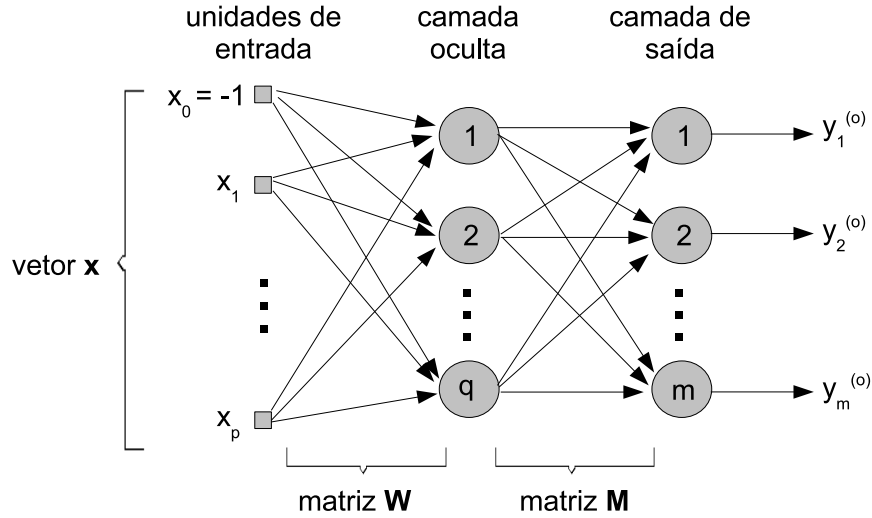 unidades de
entrada
camada
oculta
camada de
saída
x0 = -1
1
1
y1(o)
x1
2
2
y2(o)
vetor x
xp
q
m
ym(o)
matriz W
matriz M